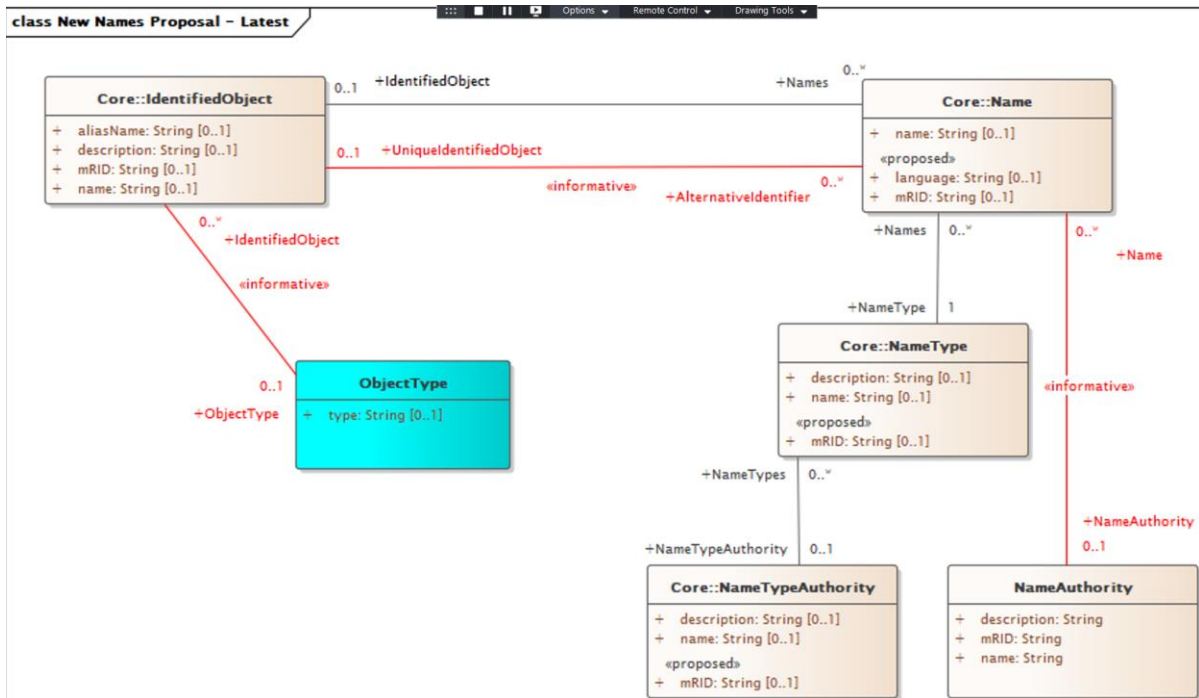 class New Names Proposal - Latest
Options
Remote Control
Drawing Tools
Core::IdentifiedObject
+ aliasName: String [0..1]
+ description: String [0..1]
+ mRID: String [0..1]
+ name: String [0..1]
0..1
+IdentifiedObject
+Names
0..*
0..1
+UniqueIdentifiedObject
«informative»
+AlternativeIdentifier
0..*
Core::Name
+ name: String [0..1]
«proposed»
+ language: String [0..1]
+ mRID: String [0..1]
0..*
+IdentifiedObject
«informative»
0..1
+ObjectType
ObjectType
+ type: String [0..1]
+Names
0..*
+NameType
1
0..*
+Name
«informative»
+NameAuthority
0..1
Core::NameType
+ description: String [0..1]
+ name: String [0..1]
«proposed»
+ mRID: String [0..1]
+NameTypes
0..*
+NameTypeAuthority
0..1
Core::NameTypeAuthority
+ description: String [0..1]
+ name: String [0..1]
«proposed»
+ mRID: String [0..1]
NameAuthority
+ description: String
+ mRID: String
+ name: String